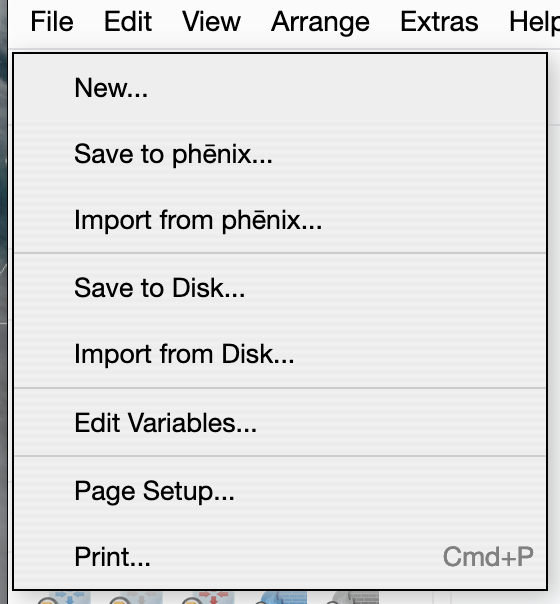 File Edit View Arrange Extras Help
New...
Save to phēnix...
Import from phēnix...
Save to Disk...
Import from Disk...
Edit Variables...
Page Setup...
Print... Cmd+P